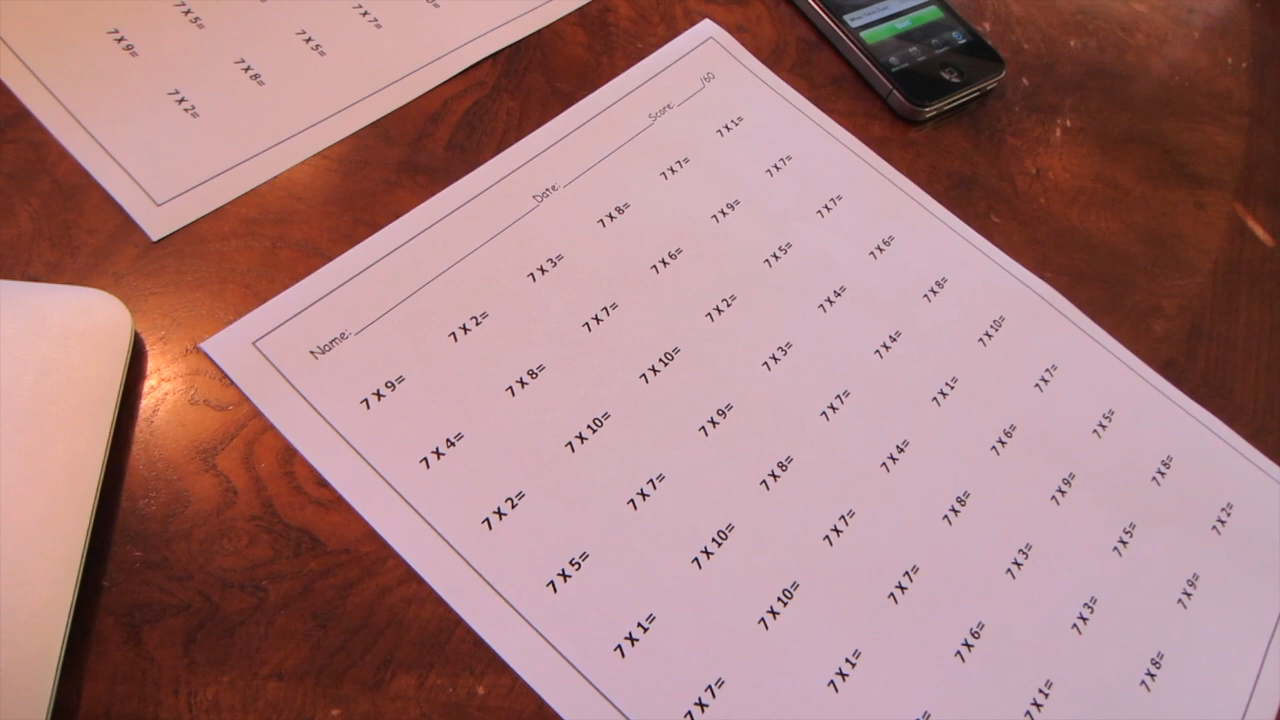 7 X 7=
7 X 5=
7 X 5= 7 X 8=
7 X 9= 7 X 2=
Name: Date: Score: /60
7 X 9= 7 X 2= 7 X 3= 7 X 8= 7 X 7= 7 X 1=
7 X 4= 7 X 8= 7 X 7= 7 X 6= 7 X 9= 7 X 7=
7 X 2= 7 X 10= 7 X 10= 7 X 2= 7 X 5= 7 X 7=
7 X 5= 7 X 7= 7 X 9= 7 X 3= 7 X 4= 7 X 6=
7 X 1= 7 X 10= 7 X 8= 7 X 7= 7 X 4= 7 X 8=
7 X 7= 7 X 10= 7 X 7= 7 X 4= 7 X 1= 7 X 10=
7 X 1= 7 X 7= 7 X 8= 7 X 6= 7 X 7=
7 X 6= 7 X 3= 7 X 9= 7 X 5=
7 X 1= 7 X 3= 7 X 5= 7 X 8=
7 X 8= 7 X 9= 7 X 2=